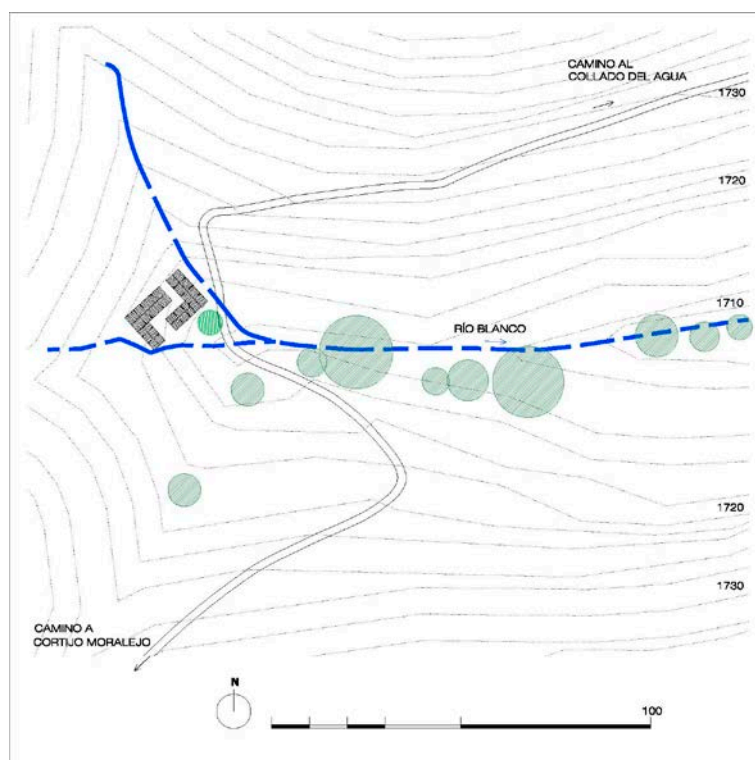 CAMINO AL
COLLADO DEL AGUA
1730
1720
1710
RÍO BLANCO
1720
1730
CAMINO A
CORTIJO MORALEJO
N
100